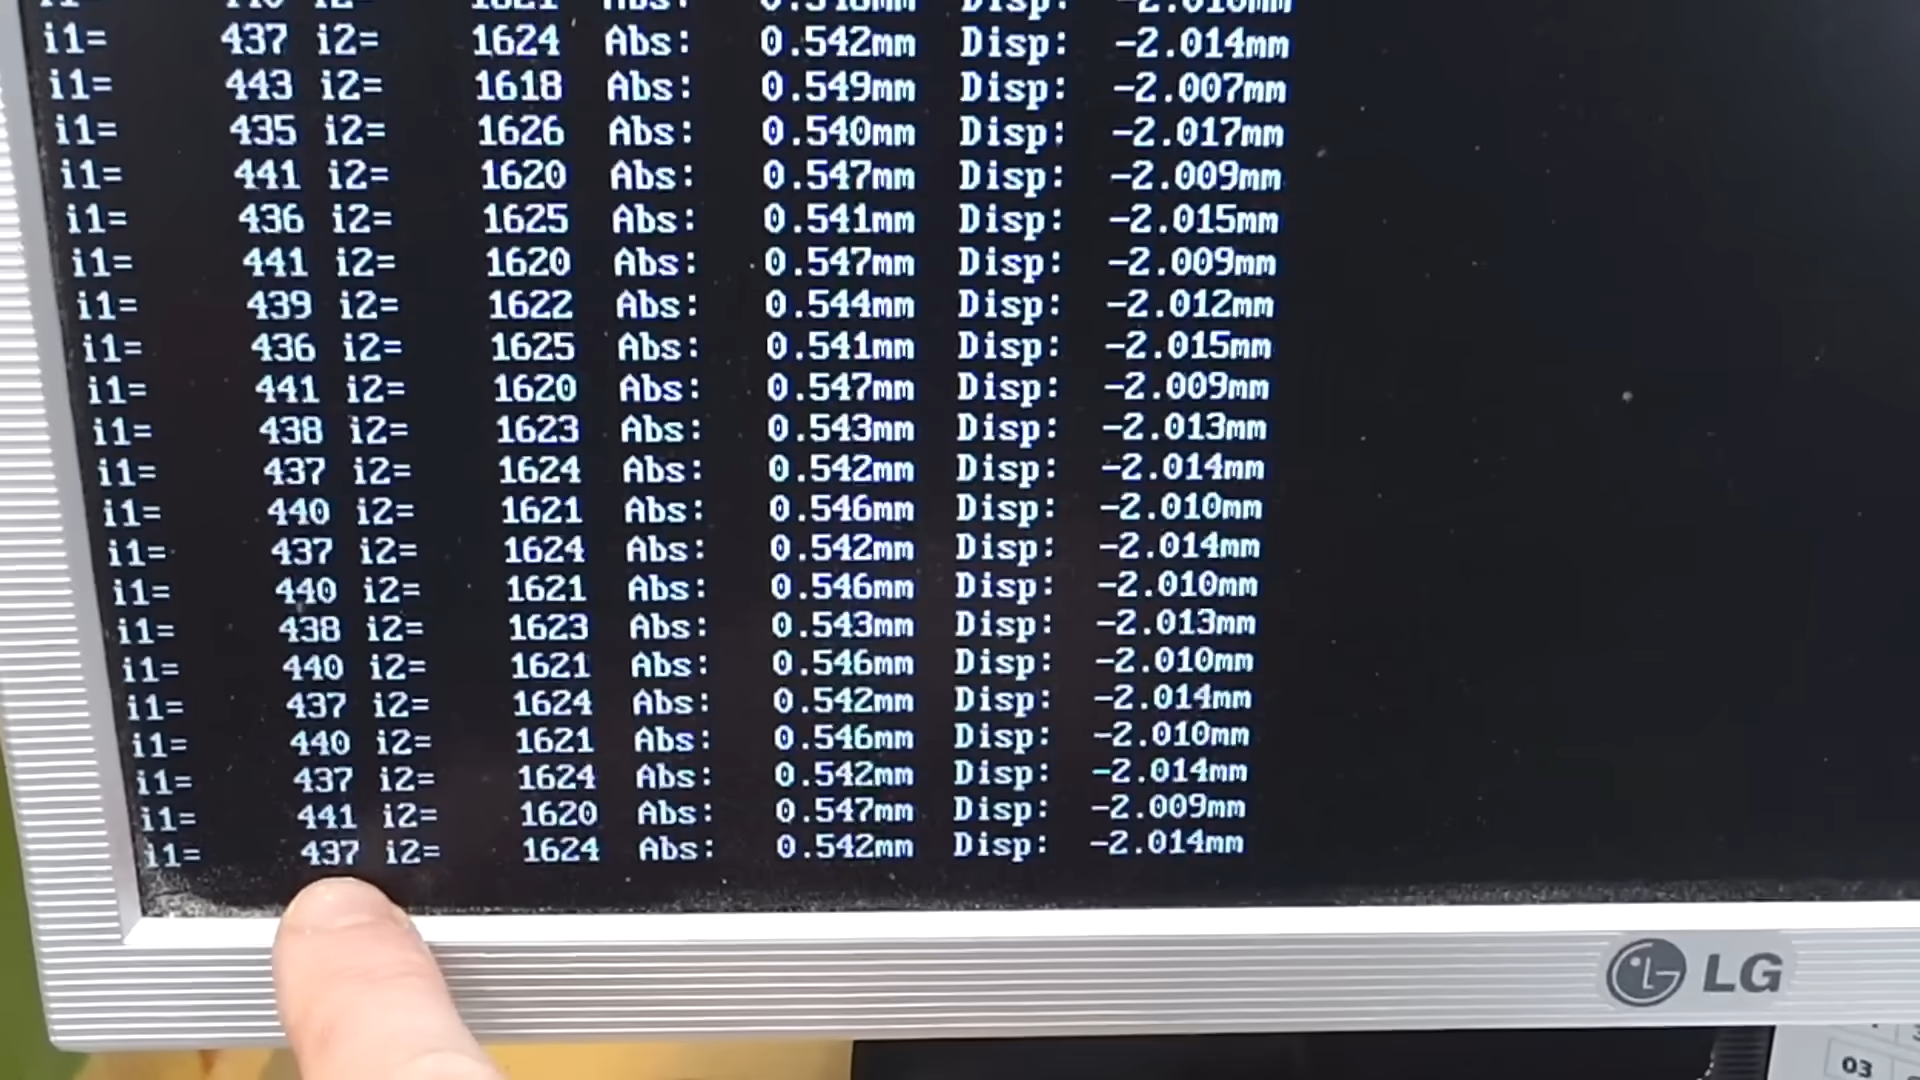 i1= 440 i2= 1621 Abs: 0.546mm Disp: -2.010mm
i1= 437 i2= 1624 Abs: 0.542mm Disp: -2.014mm
i1= 443 i2= 1618 Abs: 0.549mm Disp: -2.007mm
i1= 435 i2= 1626 Abs: 0.540mm Disp: -2.017mm
i1= 441 i2= 1620 Abs: 0.547mm Disp: -2.009mm
i1= 436 i2= 1625 Abs: 0.541mm Disp: -2.015mm
i1= 441 i2= 1620 Abs: 0.547mm Disp: -2.009mm
i1= 439 i2= 1622 Abs: 0.544mm Disp: -2.012mm
i1= 436 i2= 1625 Abs: 0.541mm Disp: -2.015mm
i1= 441 i2= 1620 Abs: 0.547mm Disp: -2.009mm
i1= 438 i2= 1623 Abs: 0.543mm Disp: -2.013mm
i1= 437 i2= 1624 Abs: 0.542mm Disp: -2.014mm
i1= 440 i2= 1621 Abs: 0.546mm Disp: -2.010mm
i1= 437 i2= 1624 Abs: 0.542mm Disp: -2.014mm
i1= 440 i2= 1621 Abs: 0.546mm Disp: -2.010mm
i1= 438 i2= 1623 Abs: 0.543mm Disp: -2.013mm
i1= 440 i2= 1621 Abs: 0.546mm Disp: -2.010mm
i1= 437 i2= 1624 Abs: 0.542mm Disp: -2.014mm
i1= 440 i2= 1621 Abs: 0.546mm Disp: -2.010mm
i1= 437 i2= 1624 Abs: 0.542mm Disp: -2.014mm
i1= 441 i2= 1620 Abs: 0.547mm Disp: -2.009mm
i1= 437 i2= 1624 Abs: 0.542mm Disp: -2.014mm
LG
03